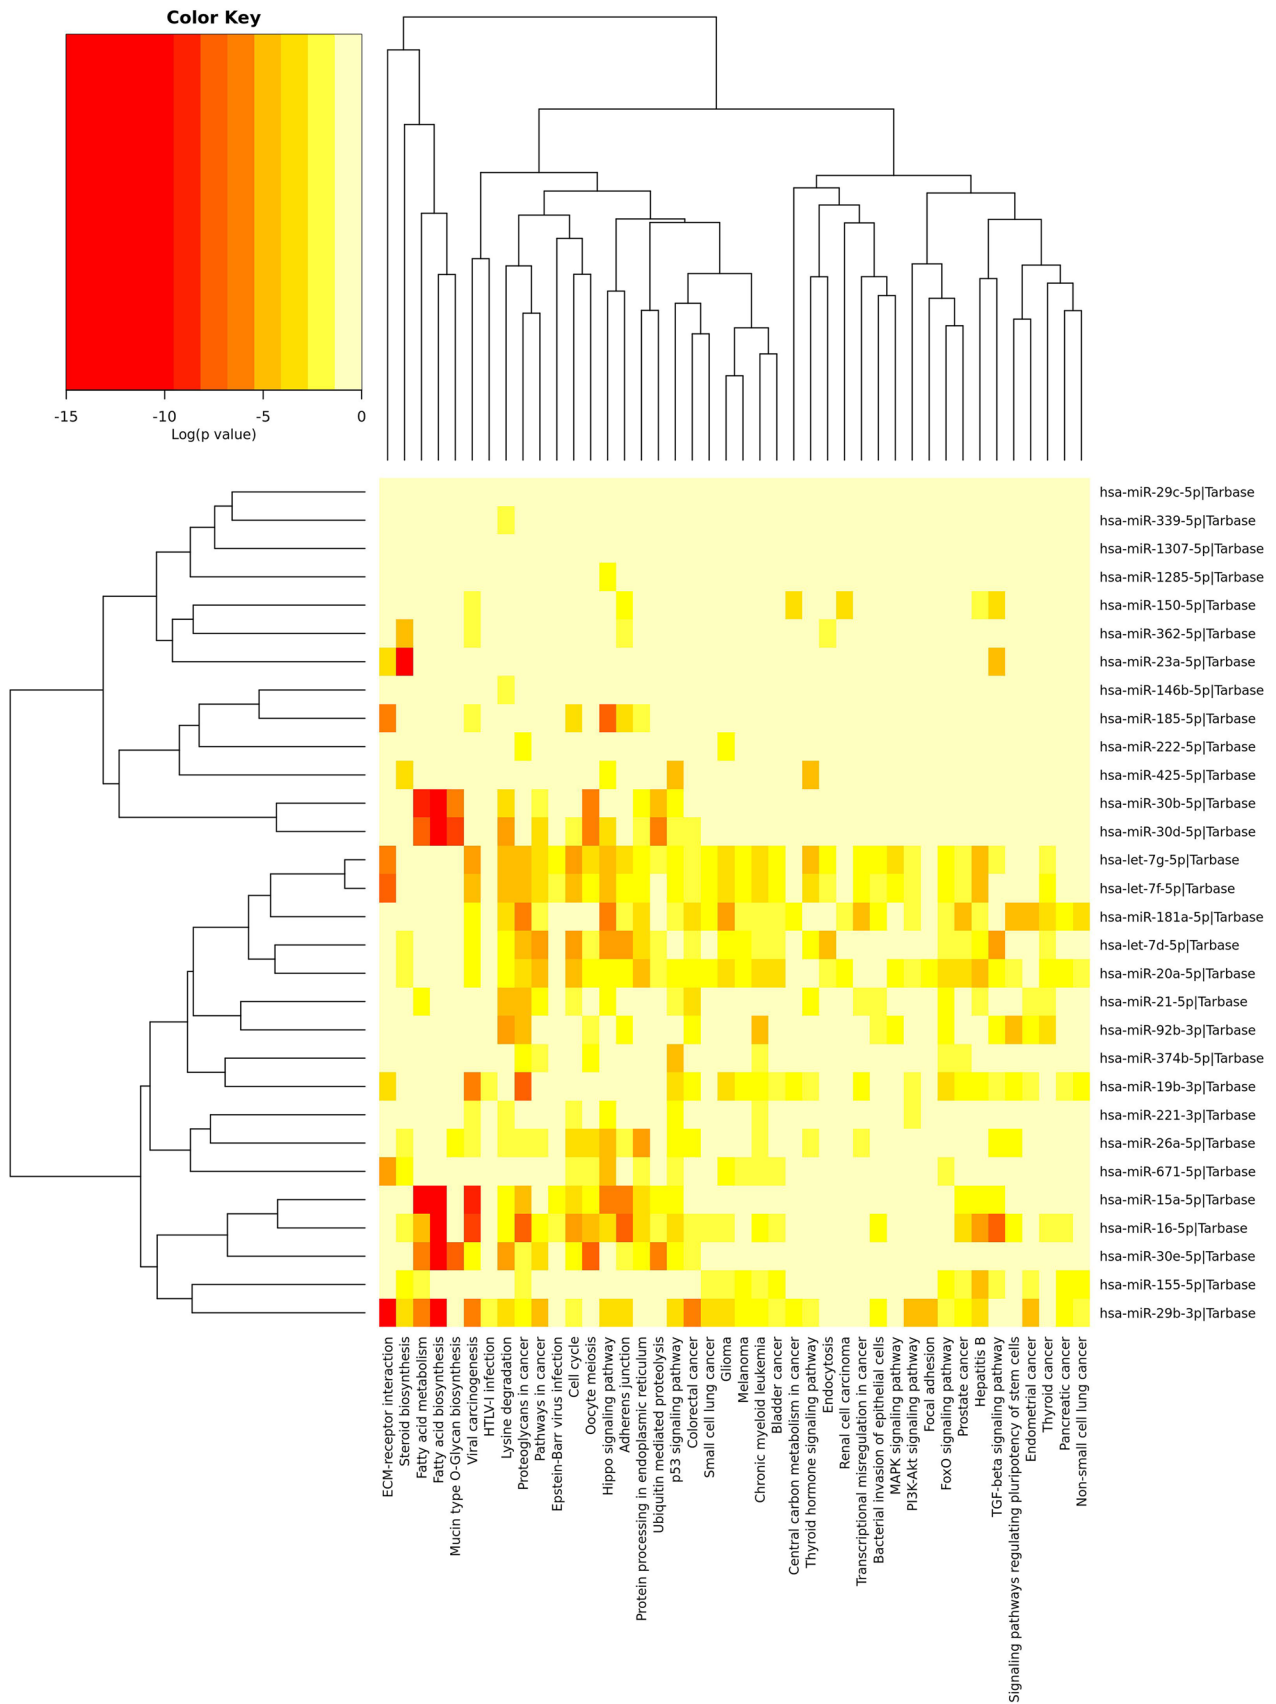 Color Key
-15
-10
-5
0
Log(p value)
hsa-miR-29c-5p|Tarbase
hsa-miR-339-5p|Tarbase
hsa-miR-1307-5p|Tarbase
hsa-miR-1285-5p|Tarbase
hsa-miR-150-5p|Tarbase
hsa-miR-362-5p|Tarbase
hsa-miR-23a-5p|Tarbase
hsa-miR-146b-5p|Tarbase
hsa-miR-185-5p|Tarbase
hsa-miR-222-5p|Tarbase
hsa-miR-425-5p|Tarbase
hsa-miR-30b-5p|Tarbase
hsa-miR-30d-5p|Tarbase
hsa-let-7g-5p|Tarbase
hsa-let-7f-5p|Tarbase
hsa-miR-181a-5p|Tarbase
hsa-let-7d-5p|Tarbase
hsa-miR-20a-5p|Tarbase
hsa-miR-21-5p|Tarbase
hsa-miR-92b-3p|Tarbase
hsa-miR-374b-5p|Tarbase
hsa-miR-19b-3p|Tarbase
hsa-miR-221-3p|Tarbase
hsa-miR-26a-5p|Tarbase
hsa-miR-671-5p|Tarbase
hsa-miR-15a-5p|Tarbase
hsa-miR-16-5p|Tarbase
hsa-miR-30e-5p|Tarbase
hsa-miR-155-5p|Tarbase
hsa-miR-29b-3p|Tarbase
ECM-receptor interaction
Steroid biosynthesis
Fatty acid metabolism
Fatty acid biosynthesis
Mucin type O-Glycan biosynthesis
Viral carcinogenesis
HTLV-I infection
Lysine degradation
Proteoglycans in cancer
Pathways in cancer
Epstein-Barr virus infection
Cell cycle
Oocyte meiosis
Hippo signaling pathway
Adherens junction
Protein processing in endoplasmic reticulum
Ubiquitin mediated proteolysis
p53 signaling pathway
Colorectal cancer
Small cell lung cancer
Glioma
Melanoma
Chronic myeloid leukemia
Bladder cancer
Central carbon metabolism in cancer
Thyroid hormone signaling pathway
Endocytosis
Renal cell carcinoma
Transcriptional misregulation in cancer
Bacterial invasion of epithelial cells
MAPK signaling pathway
PI3K-Akt signaling pathway
Focal adhesion
FoxO signaling pathway
Prostate cancer
Hepatitis B
TGF-beta signaling pathway
Signaling pathways regulating pluripotency of stem cells
Endometrial cancer
Thyroid cancer
Pancreatic cancer
Non-small cell lung cancer